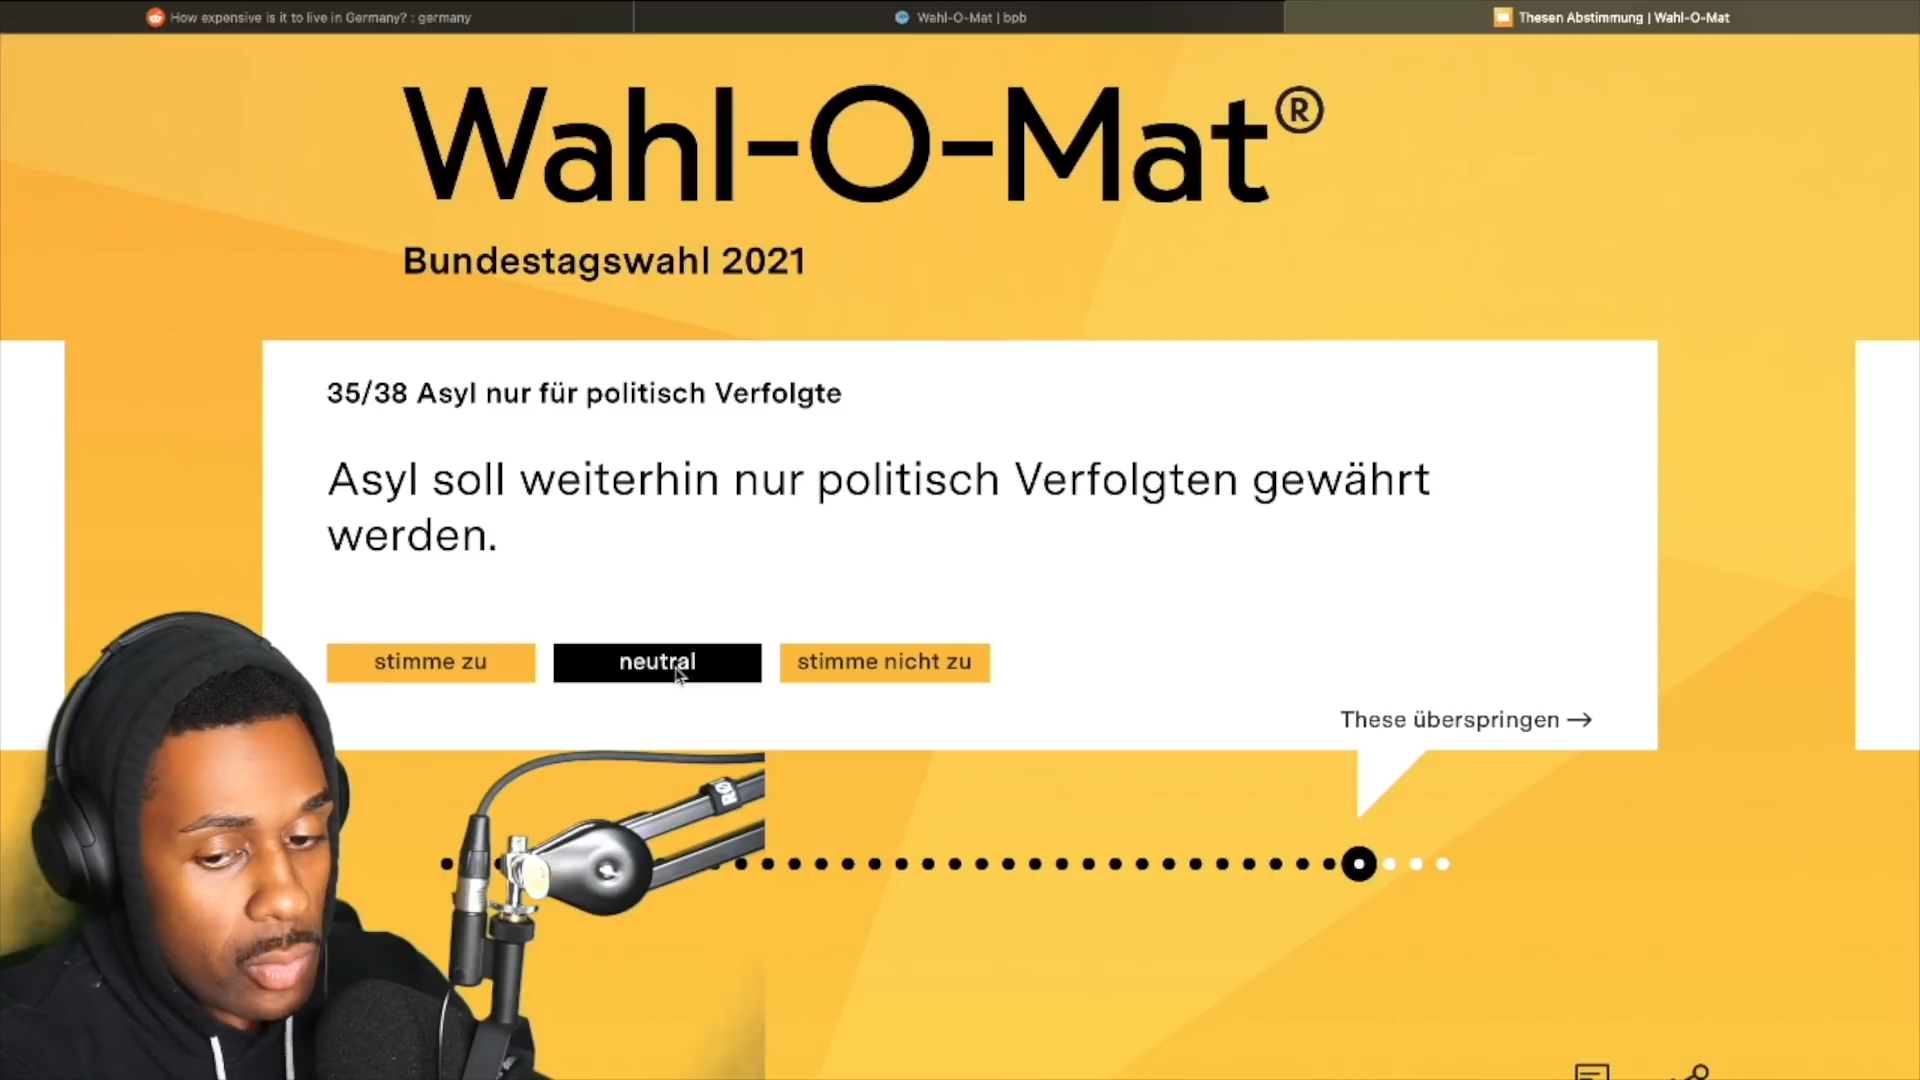 How expensive is it to live in Germany? : germany
Wahl-O-Mat | bpb
Thesen Abstimmung | Wahl-O-Mat
Wahl-O-Mat®
Bundestagswahl 2021
35/38 Asyl nur für politisch Verfolgte
Asyl soll weiterhin nur politisch Verfolgten gewährt
werden.
stimme zu
neutral
stimme nicht zu
These überspringen →